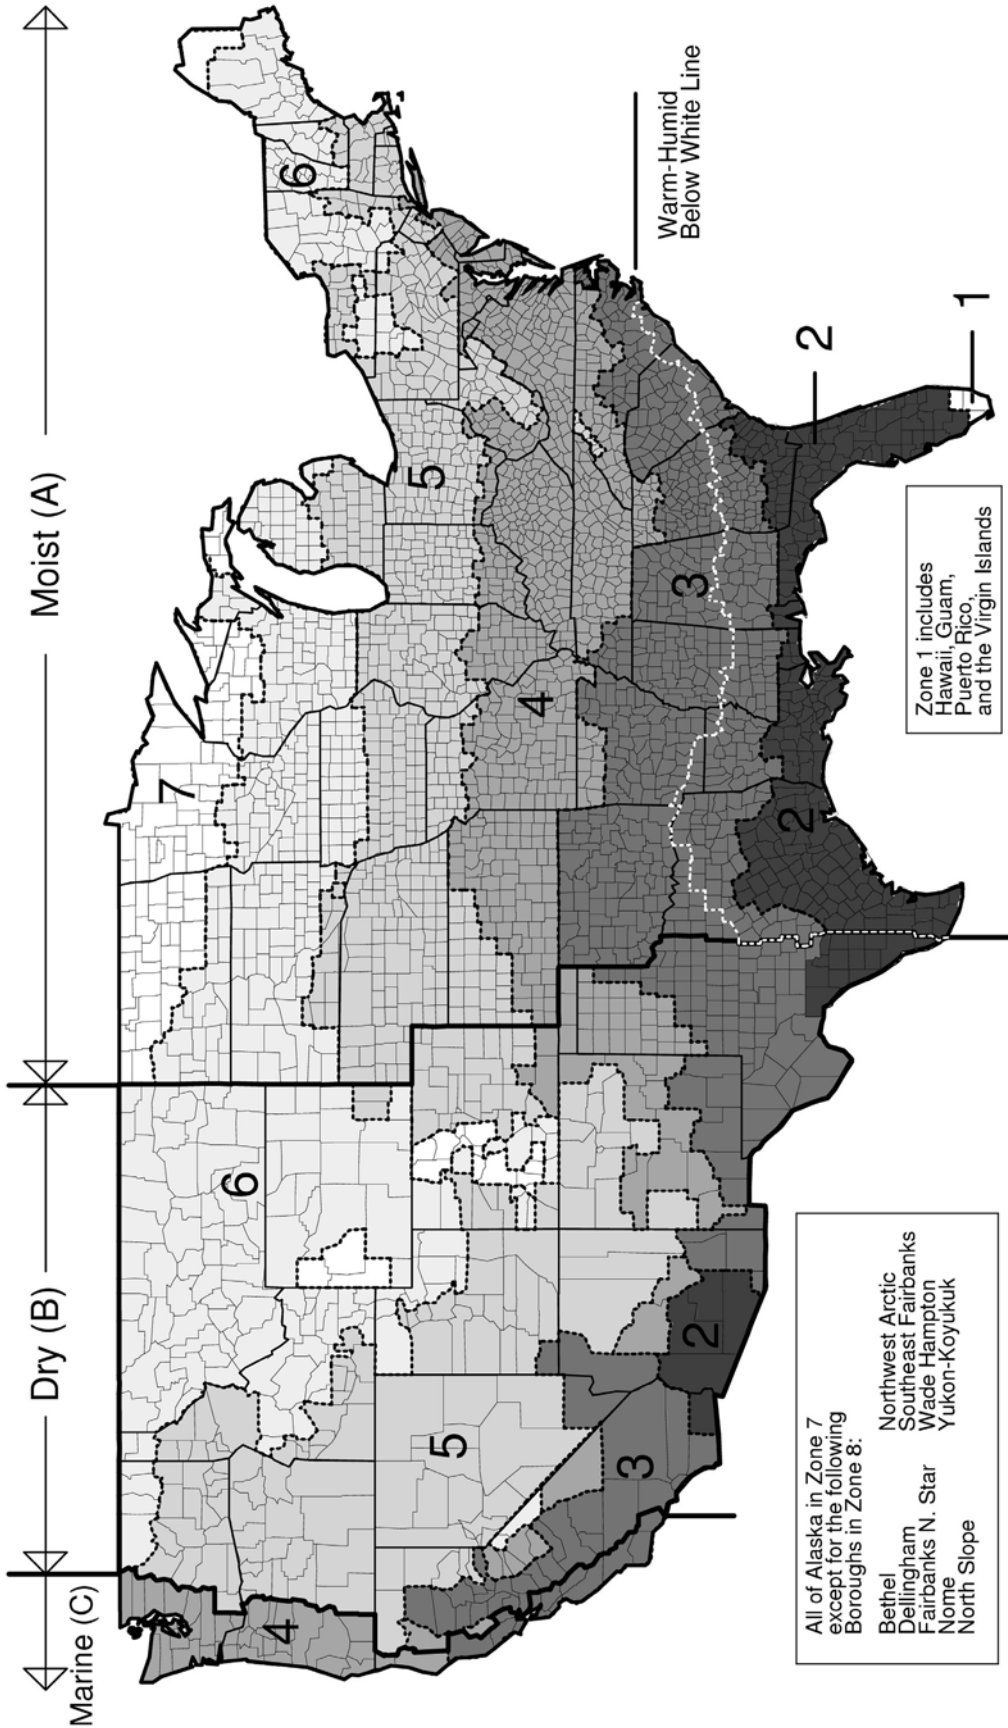 Marine (C)
Dry (B)
Moist (A)
7
6
6
5
5
4
4
3
3
2
2
2
1
Warm-Humid
Below White Line
All of Alaska in Zone 7
except for the following
Boroughs in Zone 8:
Bethel
Dellingham
Fairbanks N. Star
Nome
North Slope
Northwest Arctic
Southeast Fairbanks
Wade Hampton
Yukon-Koyukuk
Zone 1 includes
Hawaii, Guam,
Puerto Rico,
and the Virgin Islands